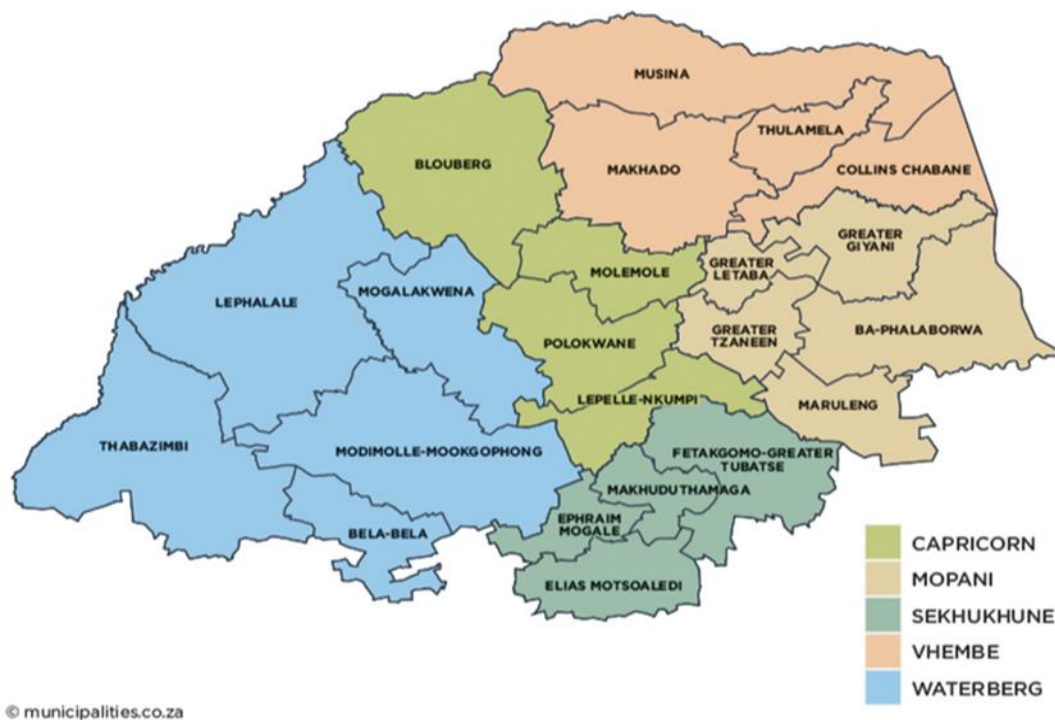 MUSINA
THULAMELA
BLOUBERG
MAKHADO
COLLINS CHABANE
GREATER
GIYANI
GREATER
LETABA
MOLEMOLE
MOGALAKWENA
LEPHALALE
BA-PHALABORWA
GREATER
TZANEEN
POLOKWANE
LEPELLE-NKUMPI
MARULENG
THABAZIMBI
MODIMOLLE-MOOKGOPHONG
FETAKGOMO-GREATER
TUBATSE
MAKHUDUTHAMAGA
EPHRAIM
MOGALE
BELA-BELA
ELIAS MOTSOALEDI
CAPRICORN
MOPANI
SEKHUKHUNE
VHEMBE
WATERBERG
© municipalities.co.za